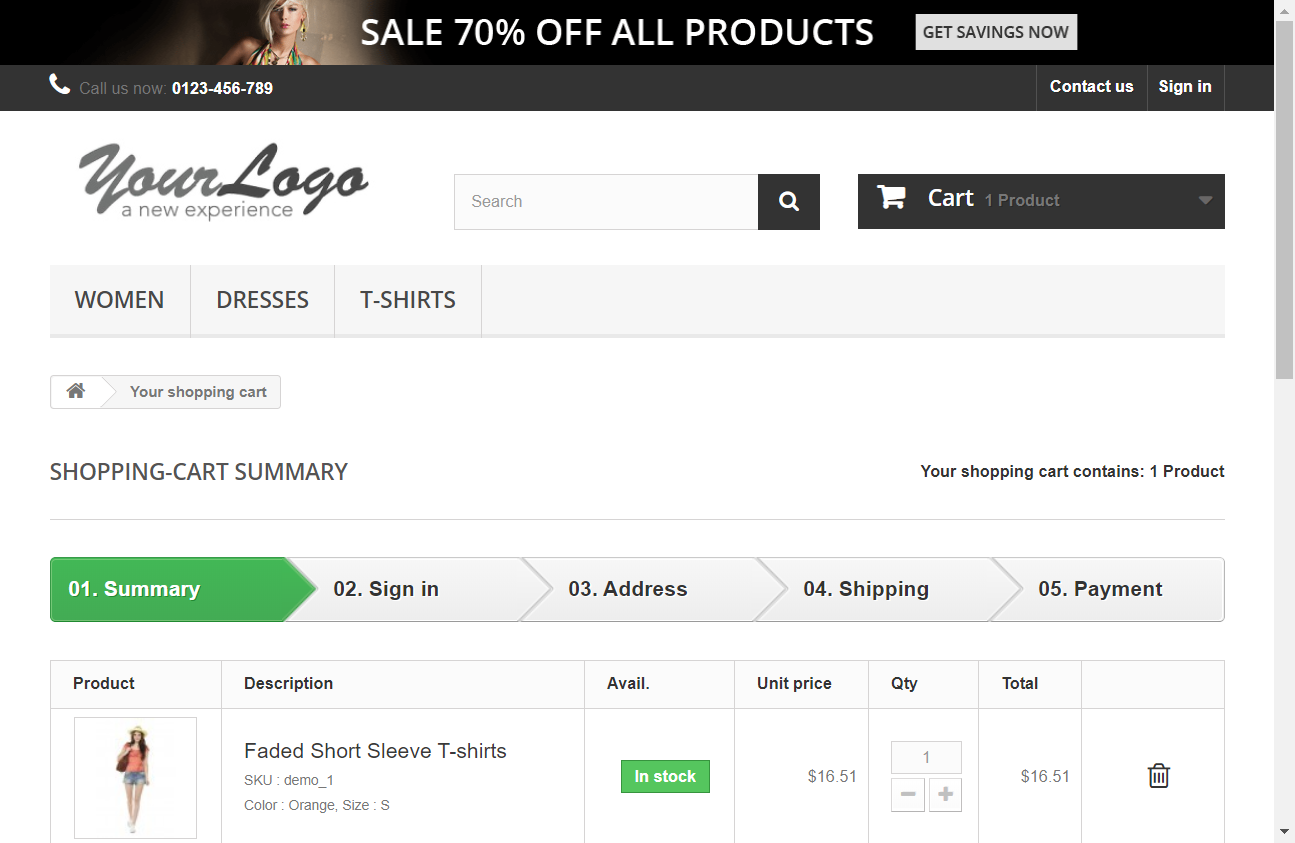 SALE 70% OFF ALL PRODUCTS GET SAVINGS NOW
Call us now: 0123-456-789 Contact us Sign in
Your Logo
a new experience
Search
Cart 1 Product
WOMEN DRESSES T-SHIRTS
Your shopping cart
SHOPPING-CART SUMMARY
Your shopping cart contains: 1 Product
01. Summary 02. Sign in 03. Address 04. Shipping 05. Payment
Product Description Avail. Unit price Qty Total
Faded Short Sleeve T-shirts
SKU : demo_1
Color : Orange, Size : S
In stock
$16.51
1
$16.51